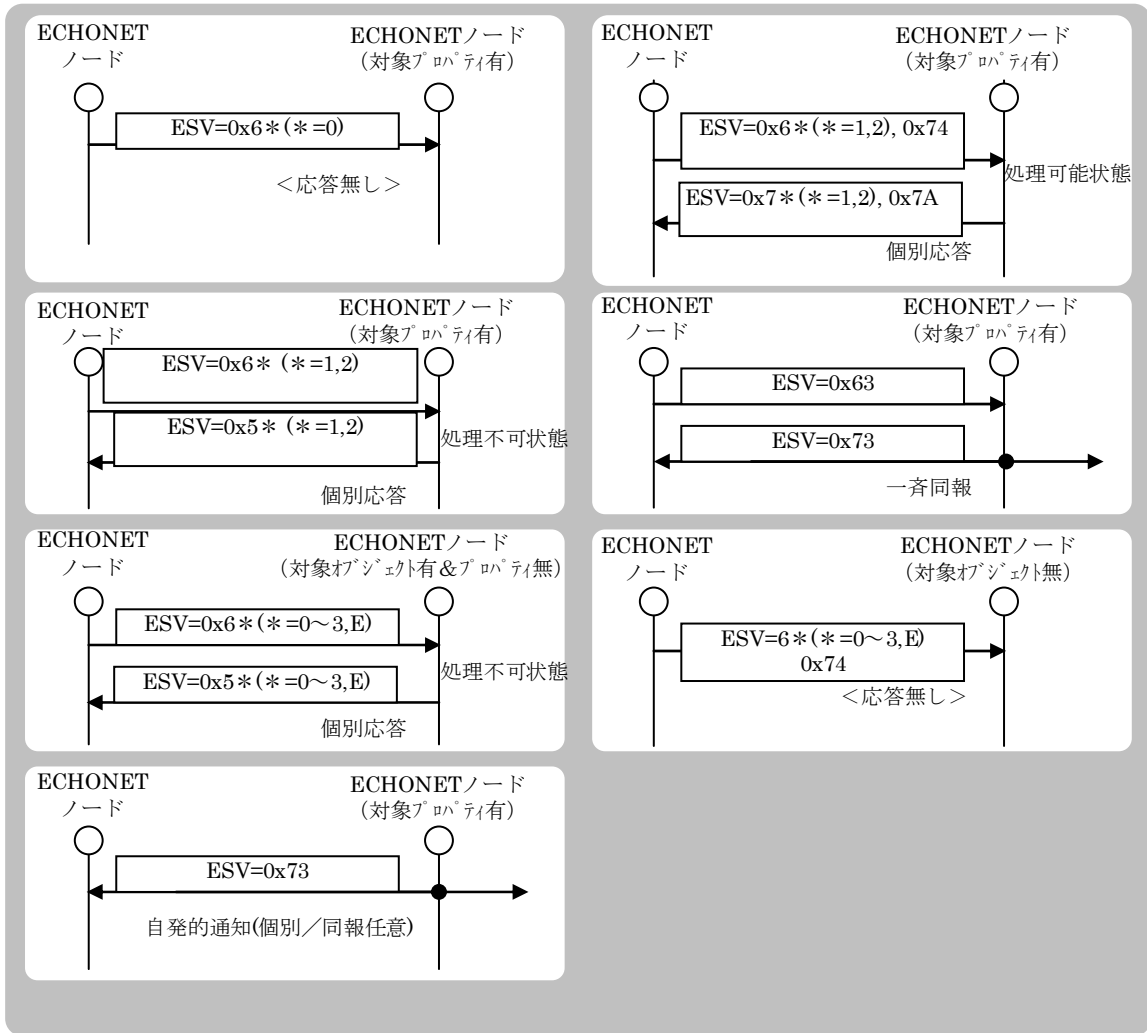 ECHONET
ノード
ECHONETノード
（対象ﾌﾟﾛﾊﾟﾃｨ有）
ESV=0x6＊(＊=0)
＜応答無し＞
ECHONET
ノード
ECHONETノード
（対象ﾌﾟﾛﾊﾟﾃｨ有）
ESV=0x6＊(＊=1,2), 0x74
処理可能状態
ESV=0x7＊(＊=1,2), 0x7A
個別応答
ECHONET
ノード
ECHONETノード
（対象ﾌﾟﾛﾊﾟﾃｨ有）
ESV=0x6＊ (＊=1,2)
ESV=0x5＊ (＊=1,2)
処理不可状態
個別応答
ECHONET
ノード
ECHONETノード
（対象ﾌﾟﾛﾊﾟﾃｨ有）
ESV=0x63
ESV=0x73
一斉同報
ECHONET
ノード
ECHONETノード
（対象ｵﾌﾞｼﾞｪｸﾄ有＆ﾌﾟﾛﾊﾟﾃｨ無）
ESV=0x6＊(＊=0～3,E)
処理不可状態
ESV=0x5＊(＊=0～3,E)
個別応答
ECHONET
ノード
ECHONETノード
（対象ｵﾌﾞｼﾞｪｸﾄ無）
ESV=6＊(＊=0～3,E)
0x74
＜応答無し＞
ECHONET
ノード
ECHONETノード
（対象ﾌﾟﾛﾊﾟﾃｨ有）
ESV=0x73
自発的通知(個別／同報任意)